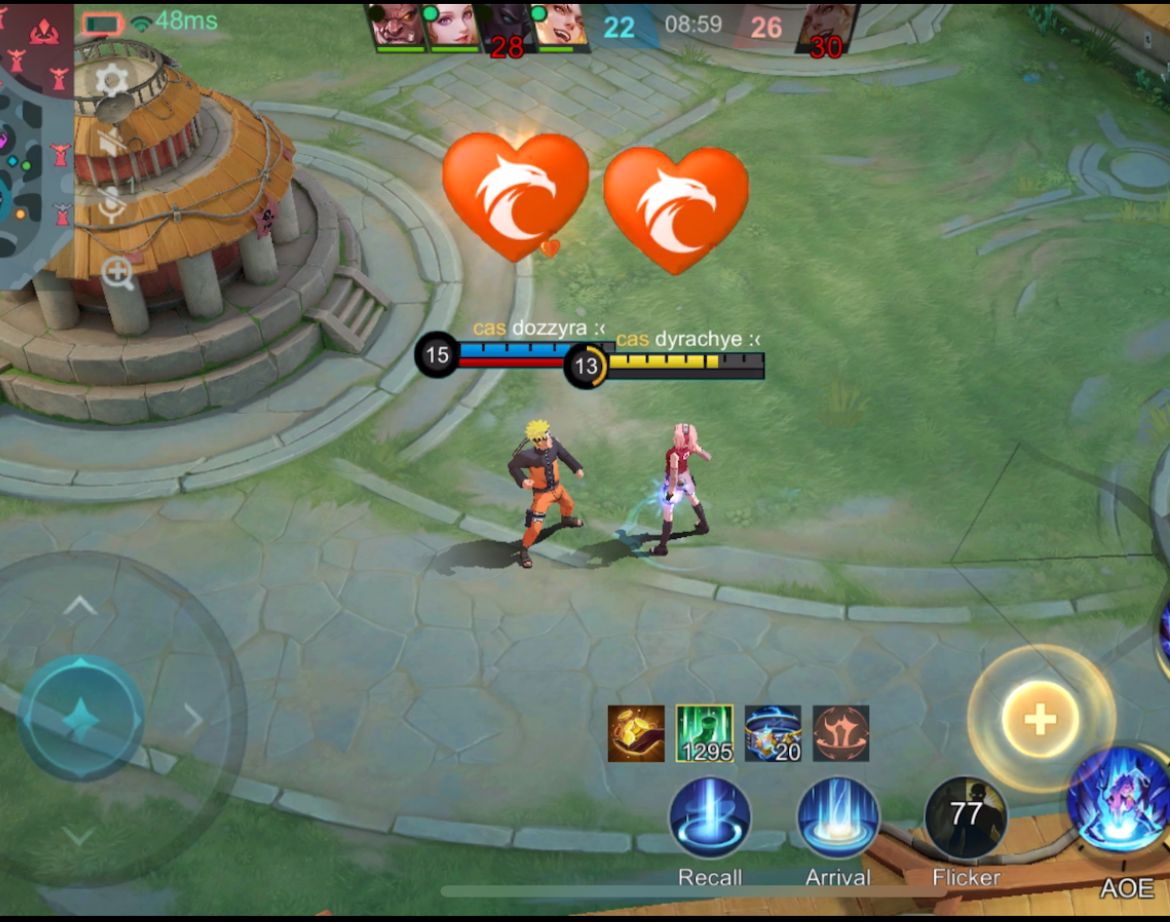 48ms
28
22
08:59
26
30
1
cas dozzyra :‹
cas dyrachye :‹
15
13
1295
20
77
Recall
Arrival
Flicker
AOE